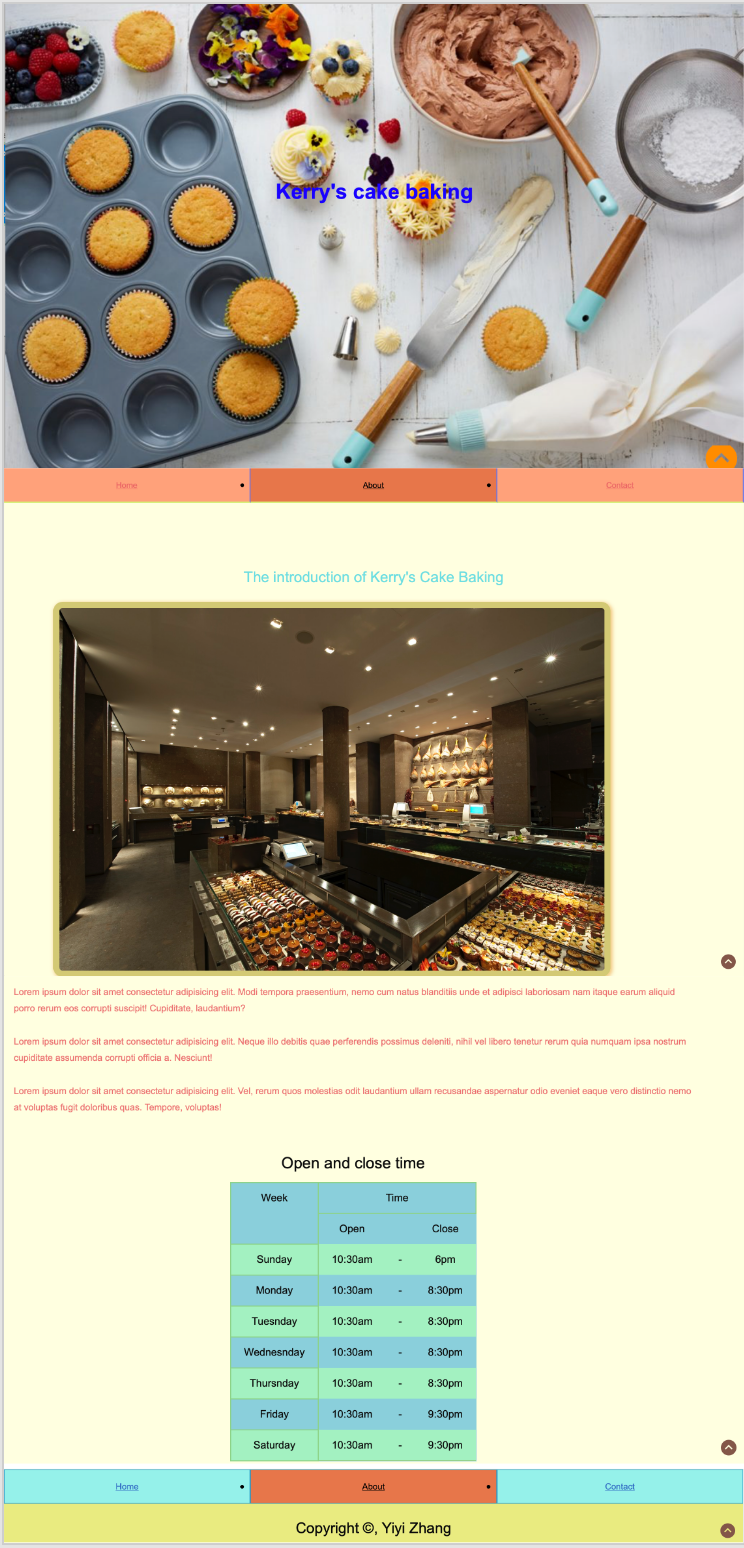 Kerry's cake baking
Home About Contact
The introduction of Kerry's Cake Baking
Lorem ipsum dolor sit amet consectetur adipisicing elit. Modi tempora praesentium, nemo cum natus blanditiis unde et adipisci laboriosam nam itaque earum aliquid
porro rerum eos corrupti suscipit! Cupiditate, laudantium?
Lorem ipsum dolor sit amet consectetur adipisicing elit. Neque illo debitis quae perferendis possimus deleniti, nihil vel libero tenetur rerum quia numquam ipsa nostrum
cupiditate assumenda corrupti officia a. Nesciunt!
Lorem ipsum dolor sit amet consectetur adipisicing elit. Vel, rerum quos molestias odit laudantium ullam recusandae aspernatur odio eveniet eaque vero distinctio nemo
at voluptas fugit doloribus quas. Tempore, voluptas!
Open and close time
Week Time
Open Close
Sunday 10:30am - 6pm
Monday 10:30am - 8:30pm
Tuesnday 10:30am - 8:30pm
Wednesnday 10:30am - 8:30pm
Thursnday 10:30am - 8:30pm
Friday 10:30am - 9:30pm
Saturday 10:30am - 9:30pm
Home About Contact
Copyright ©, Yiyi Zhang